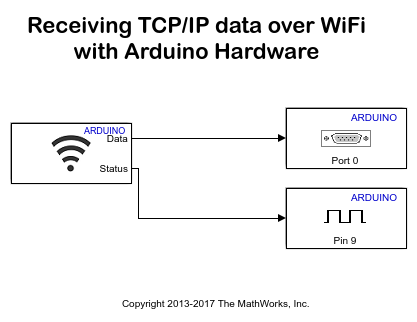 Receiving TCP/IP data over WiFi
with Arduino Hardware
ARDUINO
Data
Status
ARDUINO
Port 0
ARDUINO
Pin 9
Copyright 2013-2017 The MathWorks, Inc.